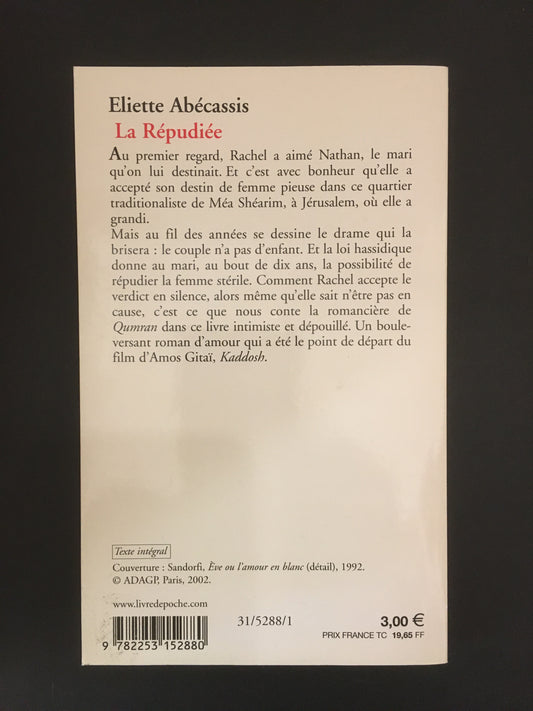 Eliette Abécassis
La Répudiée
Au premier regard, Rachel a aimé Nathan, le mari
qu'on lui destinait. Et c'est avec bonheur qu'elle a
accepté son destin de femme pieuse dans ce quartier
traditionaliste de Méa Shéarim, à Jérusalem, où elle a
grandi.
Mais au fil des années se dessine le drame qui la
brisera : le couple n'a pas d'enfant. Et la loi hassidique
donne au mari, au bout de dix ans, la possibilité de
répudier la femme stérile. Comment Rachel accepte le
verdict en silence, alors même qu'elle sait n'être pas en
cause, c'est ce que nous conte la romancière de
Qumran dans ce livre intimiste et dépouillé. Un boule-
versant roman d'amour qui a été le point de départ du
film d'Amos Gitaï, Kaddosh.
Texte intégral
Couverture : Sandorfi, Ève ou l'amour en blanc (détail), 1992.
© ADAGP, Paris, 2002.
www.livredepoche.com
31/5288/1
3,00 €
PRIX FRANCE TC 19,65 FF
9 782253 152880